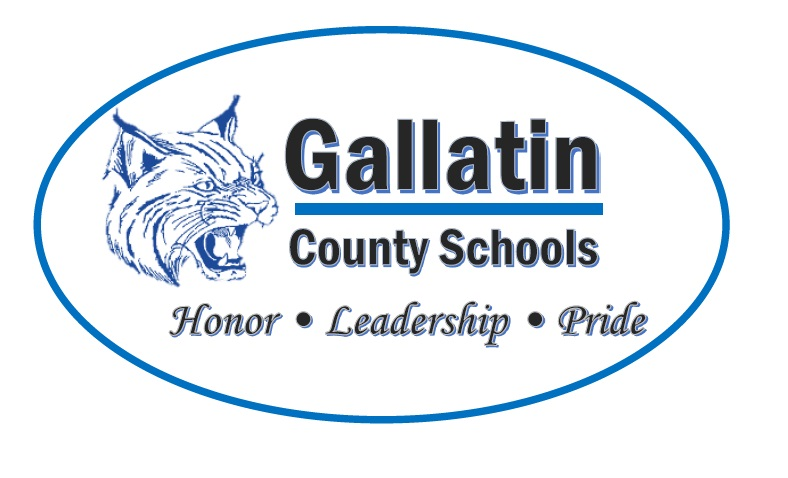 Gallatin
County Schools
Honor • Leadership • Pride